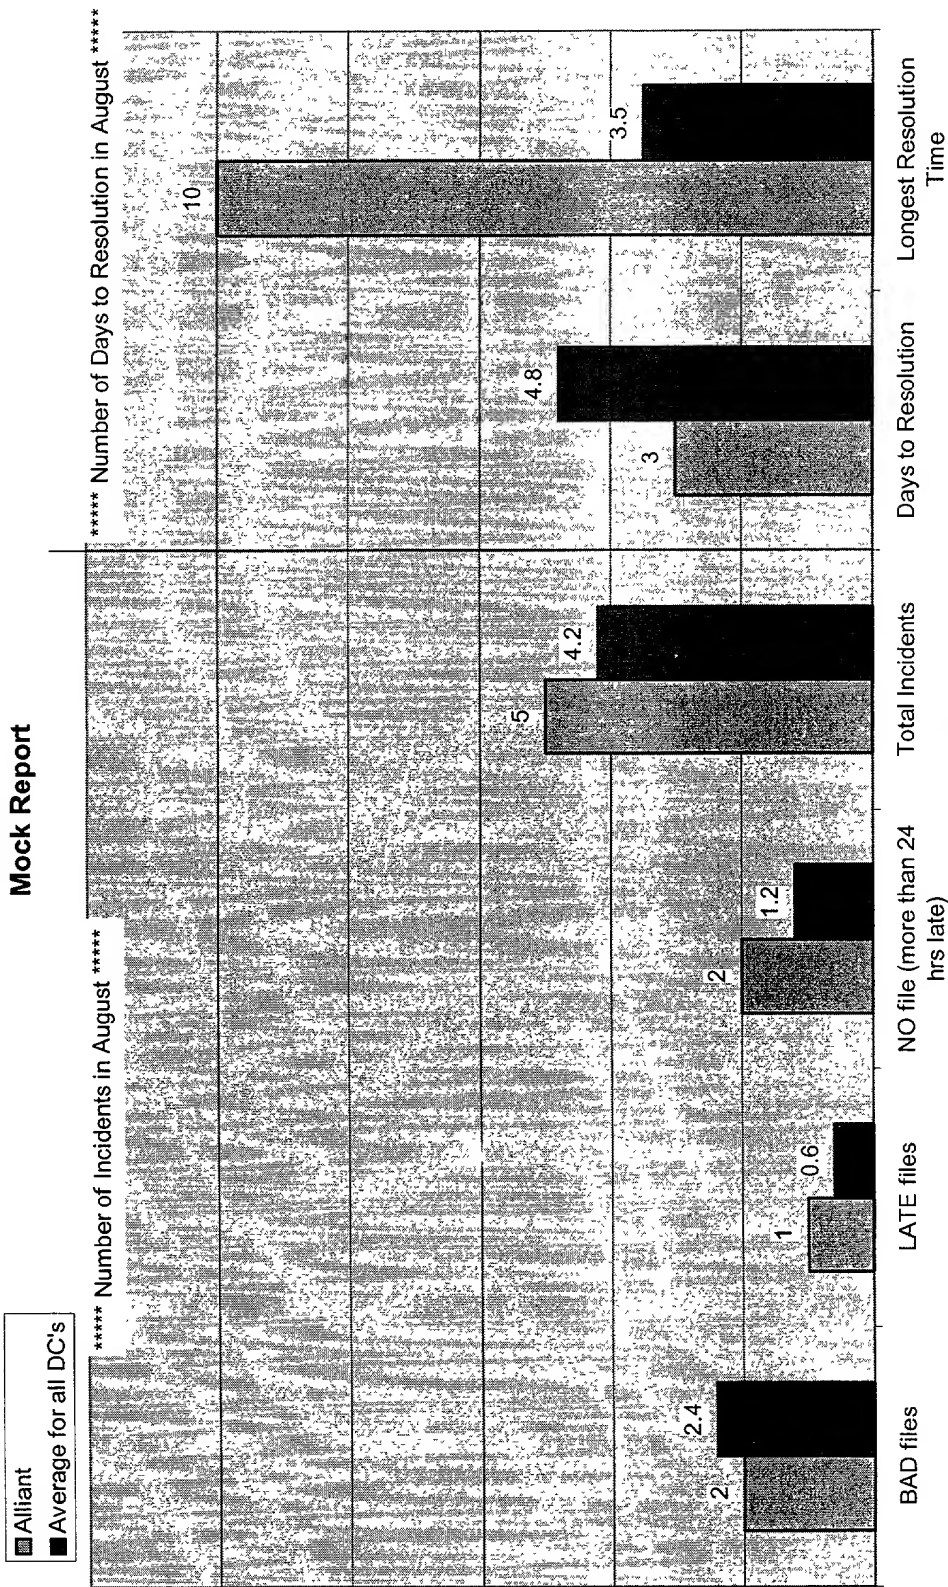 Mock Report
Alliant
Average for all DC's
***** Number of Incidents in August *****
***** Number of Days to Resolution in August *****
2
2.4
1
0.6
2
1.2
5
4.2
3
4.8
10
3.5
BAD files
LATE files
NO file (more than 24
hrs late)
Total Incidents
Days to Resolution
Longest Resolution
Time